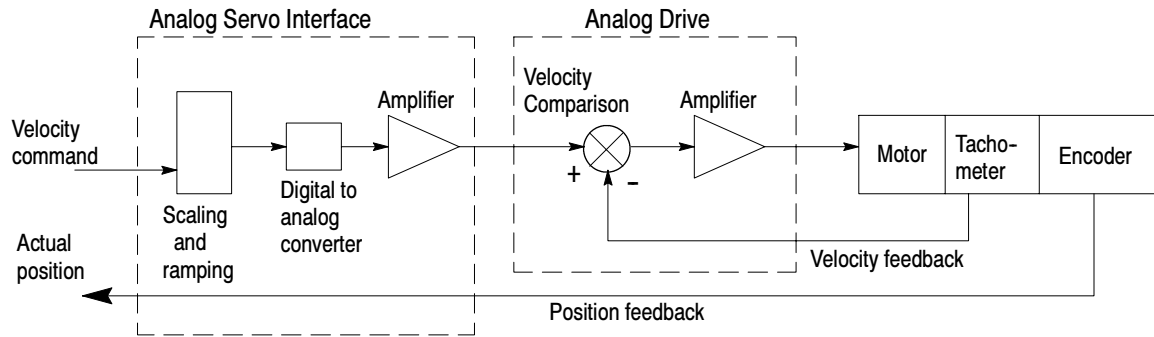 Analog Servo Interface
Analog Drive
Velocity
Comparison
Amplifier
Amplifier
Velocity
command
+
-
Motor
Tacho-
meter
Encoder
Digital to
analog
converter
Scaling
and
ramping
Actual
position
Velocity feedback
Position feedback